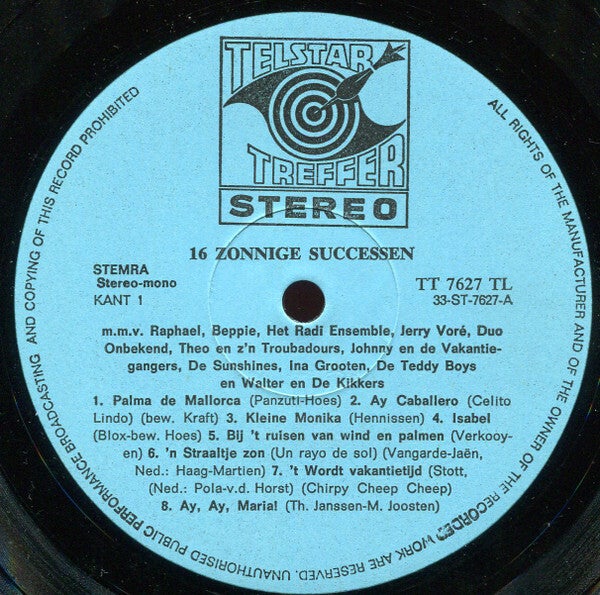 TELSTAR
TREFFER
STEREO
16 ZONNIGE SUCCESSEN
STEMRA
Stereo-mono
KANT 1
TT 7627 TL
33-ST-7627-A
m.m.v. Raphael, Beppie, Het Radi Ensemble, Jerry Voré, Duo
Onbekend, Theo en z'n Troubadours, Johnny en de Vakantie-
gangers, De Sunshines, Ina Grooten, De Teddy Boys
en Walter en De Kikkers
1. Palma de Mallorca (Panzuti-Hoes) 2. Ay Caballero (Celito
Lindo) (bew. Kraft) 3. Kleine Monika (Hennissen) 4. Isabel
(Blox-bew. Hoes) 5. Bij 't ruisen van wind en palmen (Verkooy-
en) 6. 'n Straaltje zon (Un rayo de sol) (Vangarde-Jaën,
Ned.: Haag-Martien) 7. 't Wordt vakantietijd (Stott,
(Ned.: Pola-v.d. Horst) (Chirpy Cheep Cheep)
8. Ay, Ay, Maria! (Th. Janssen-M. Joosten)
ALL RIGHTS OF THE MANUFACTURER AND OF THE OWNER OF THE RECORDED WORK ARE RESERVED. UNAUTHORISED PUBLIC PERFORMANCE BROADCASTING AND COPYING OF THIS RECORD PROHIBITED